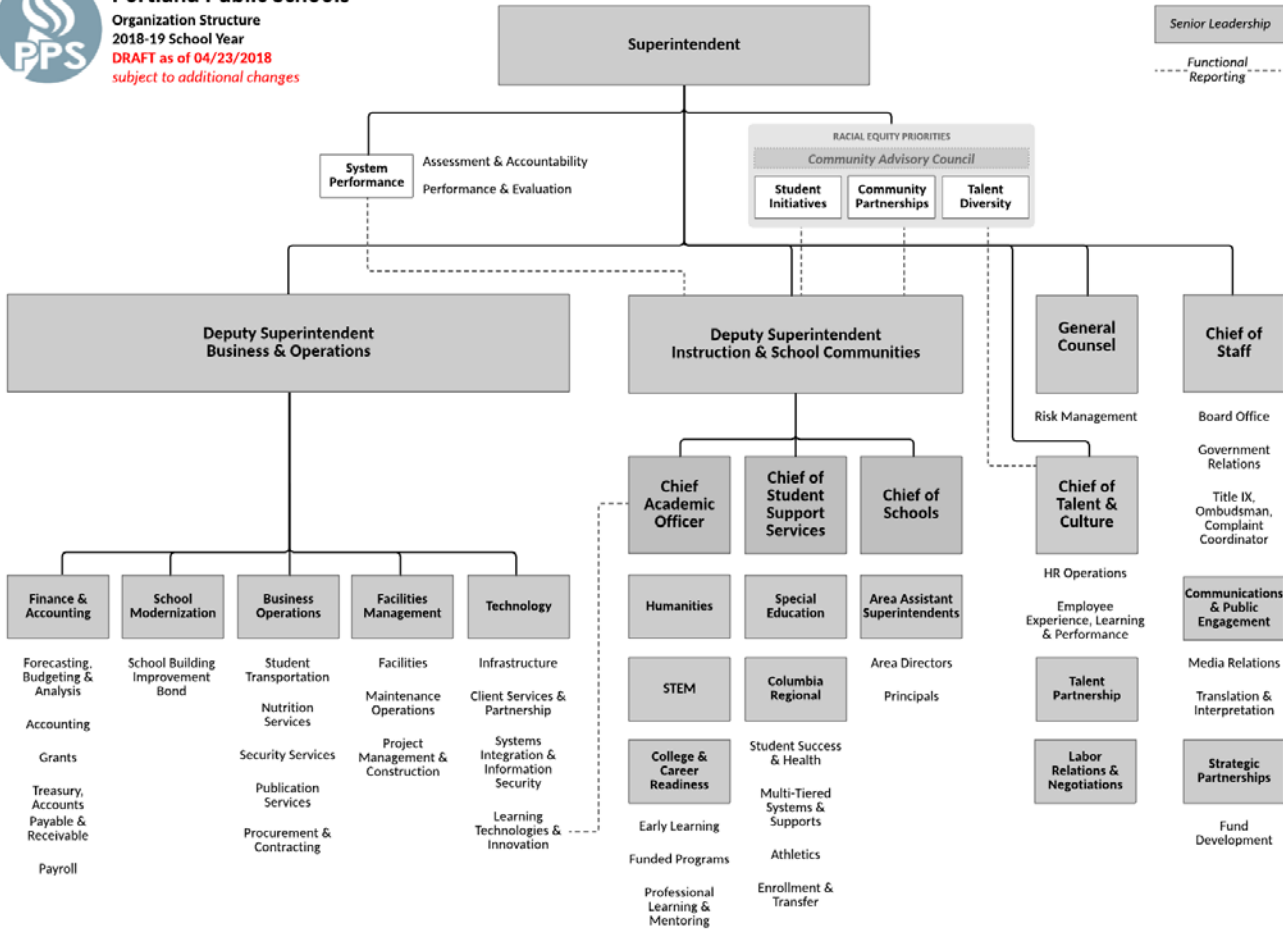 Portland Public Schools
Organization Structure
2018-19 School Year
DRAFT as of 04/23/2018
subject to additional changes
PPS
Superintendent
Senior Leadership
Functional
Reporting
System
Performance
Assessment & Accountability
Performance & Evaluation
RACIAL EQUITY PRIORITIES
Community Advisory Council
Student
Initiatives
Community
Partnerships
Talent
Diversity
Deputy Superintendent
Business & Operations
Deputy Superintendent
Instruction & School Communities
General
Counsel
Chief of
Staff
Risk Management
Board Office
Government
Relations
Title IX,
Ombudsman,
Complaint
Coordinator
Chief
Academic
Officer
Chief of
Student
Support
Services
Chief of
Schools
Chief of
Talent &
Culture
HR Operations
Employee
Experience, Learning
& Performance
Finance &
Accounting
School
Modernization
Business
Operations
Facilities
Management
Technology
Humanities
Special
Education
Area Assistant
Superintendents
Communications
& Public
Engagement
Forecasting,
Budgeting &
Analysis
Accounting
Grants
Treasury,
Accounts
Payable &
Receivable
Payroll
School Building
Improvement
Bond
Student
Transportation
Nutrition
Services
Security Services
Publication
Services
Procurement &
Contracting
Facilities
Maintenance
Operations
Project
Management &
Construction
Infrastructure
Client Services &
Partnership
Systems
Integration &
Information
Security
Learning
Technologies &
Innovation
STEM
College &
Career
Readiness
Early Learning
Funded Programs
Professional
Learning &
Mentoring
Columbia
Regional
Student Success
& Health
Multi-Tiered
Systems &
Supports
Athletics
Enrollment &
Transfer
Area Directors
Principals
Talent
Partnership
Labor
Relations &
Negotiations
Media Relations
Translation &
Interpretation
Strategic
Partnerships
Fund
Development